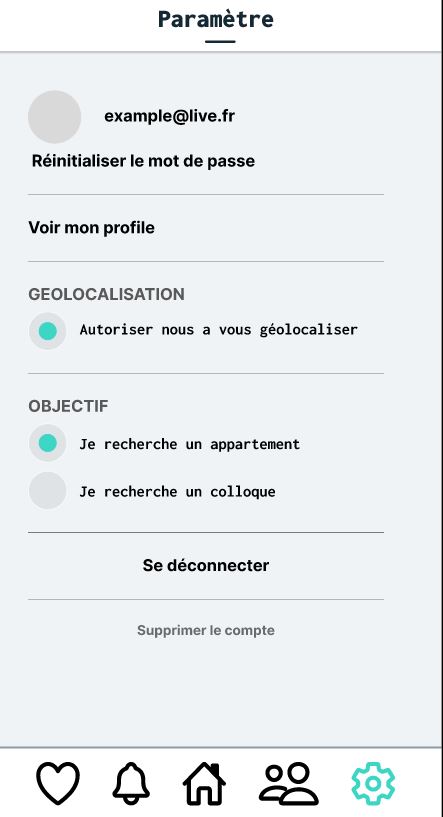 Paramètre
example@live.fr
Réinitialiser le mot de passe
Voir mon profile
GEOLOCALISATION
Autoriser nous a vous géolocaliser
OBJECTIF
Je recherche un appartement
Je recherche un colloque
Se déconnecter
Supprimer le compte